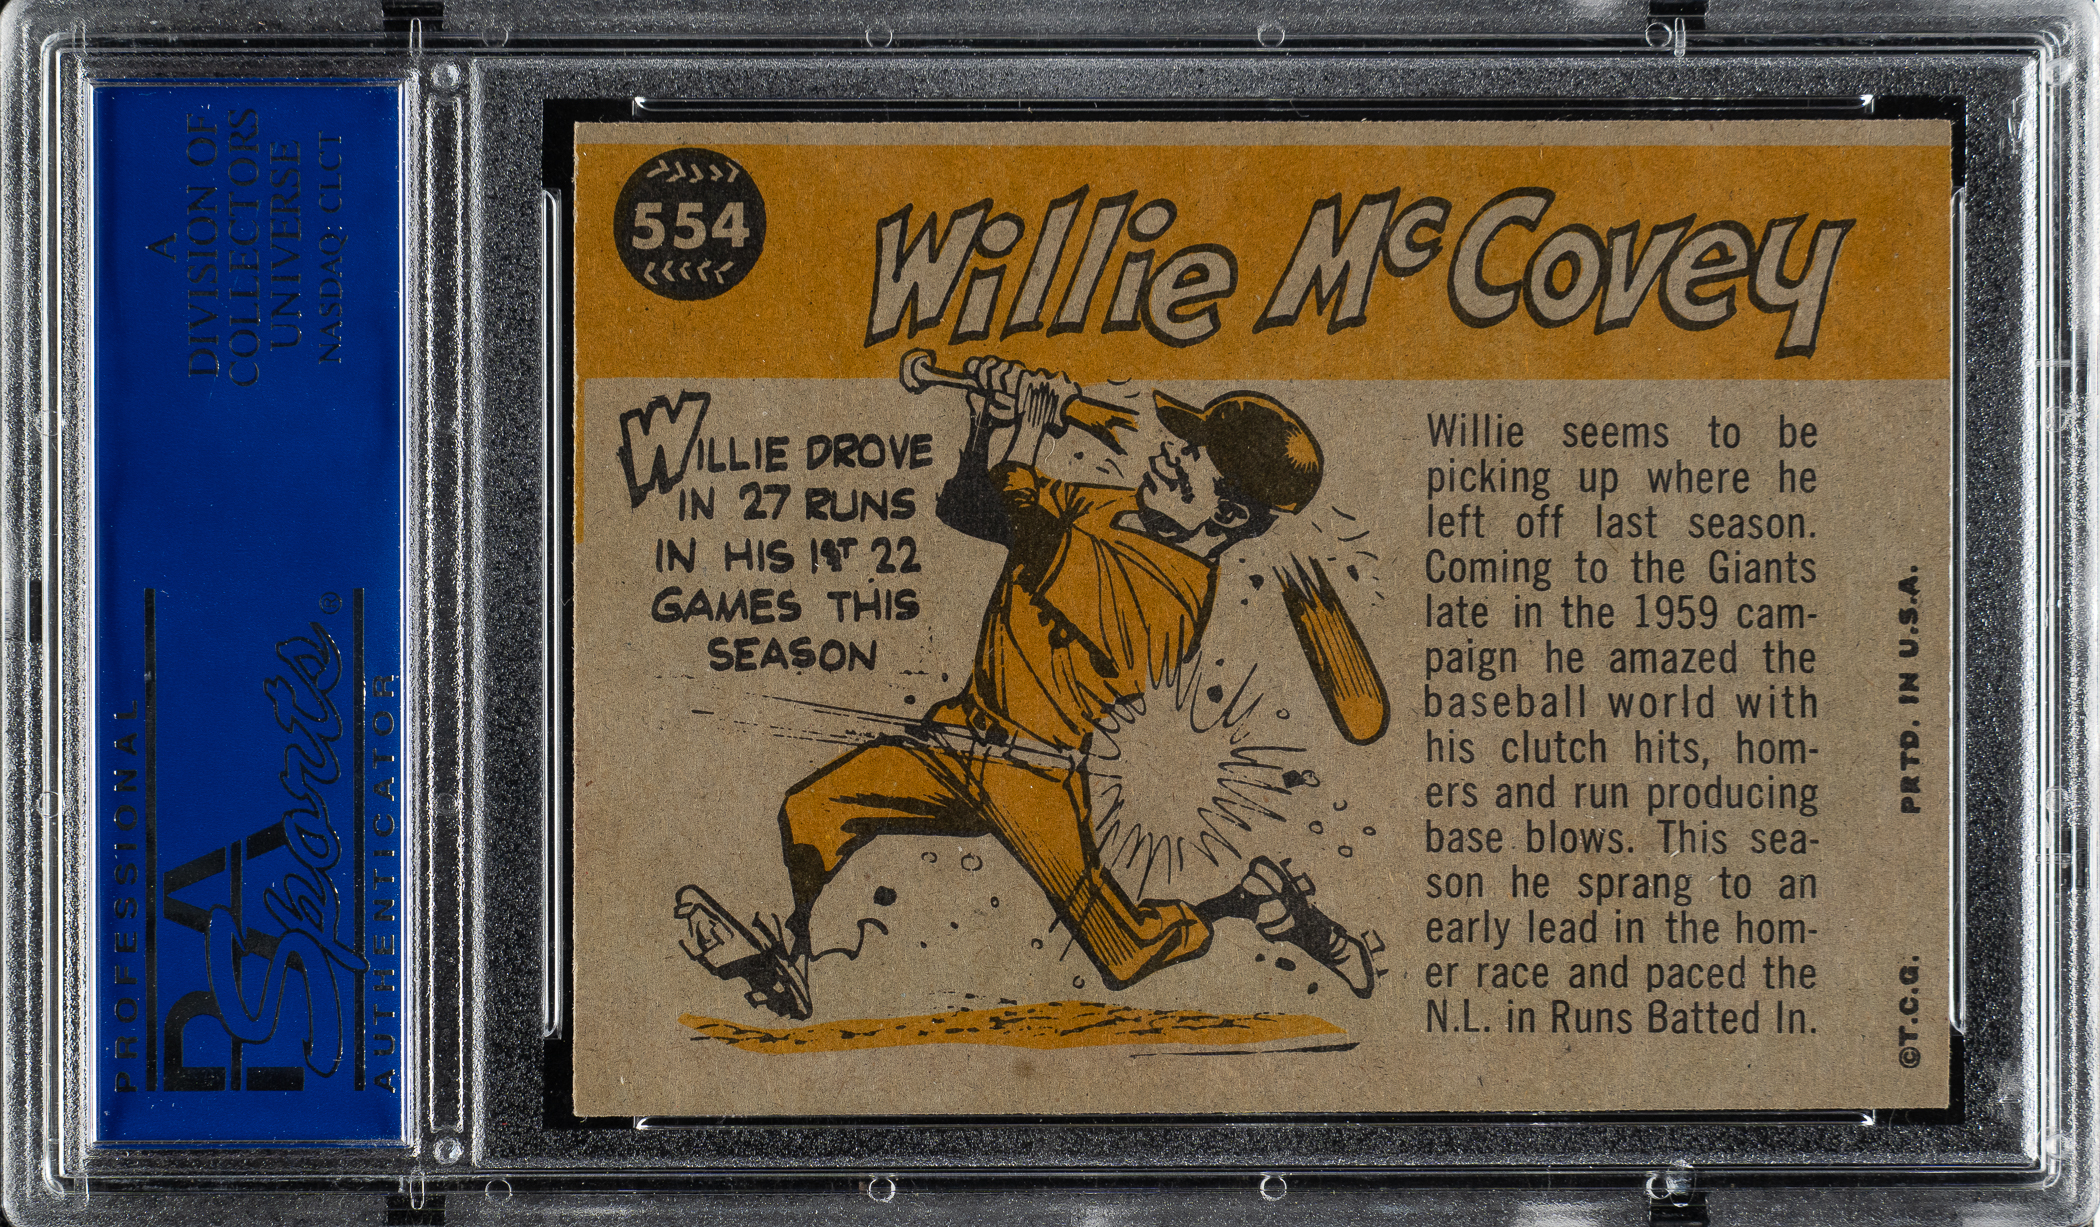 A
DIVISION OF
COLLECTORS
UNIVERSE
NASDAQ: CLCT
PROFESSIONAL
PSA
Sports®
AUTHENTICATOR
554
Willie McCovey
WILLIE DROVE
IN 27 RUNS
IN HIS 1ST 22
GAMES THIS
SEASON
Willie seems to be
picking up where he
left off last season.
Coming to the Giants
late in the 1959 cam-
paign he amazed the
baseball world with
his clutch hits, hom-
ers and run producing
base blows. This sea-
son he sprang to an
early lead in the hom-
er race and paced the
N.L. in Runs Batted In.
©T.C.G. PRTD. IN U.S.A.